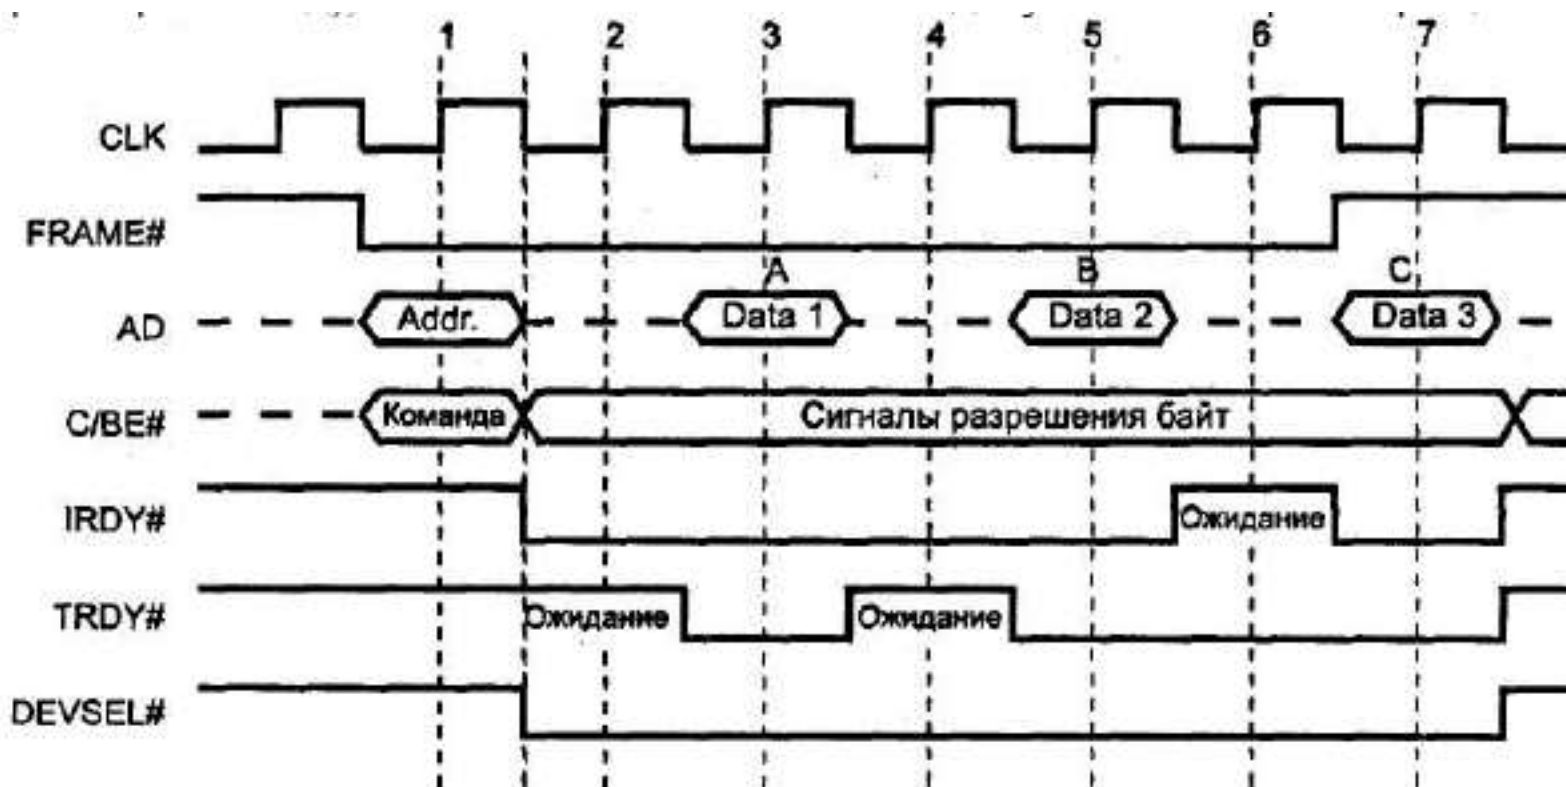 1 2 3 4 5 6 7
CLK
FRAME#
A B C
AD Addr. Data 1 Data 2 Data 3
C/BE# Команда Сигналы разрешения байт
IRDY# Ожидание
TRDY# Ожидание Ожидание
DEVSEL#